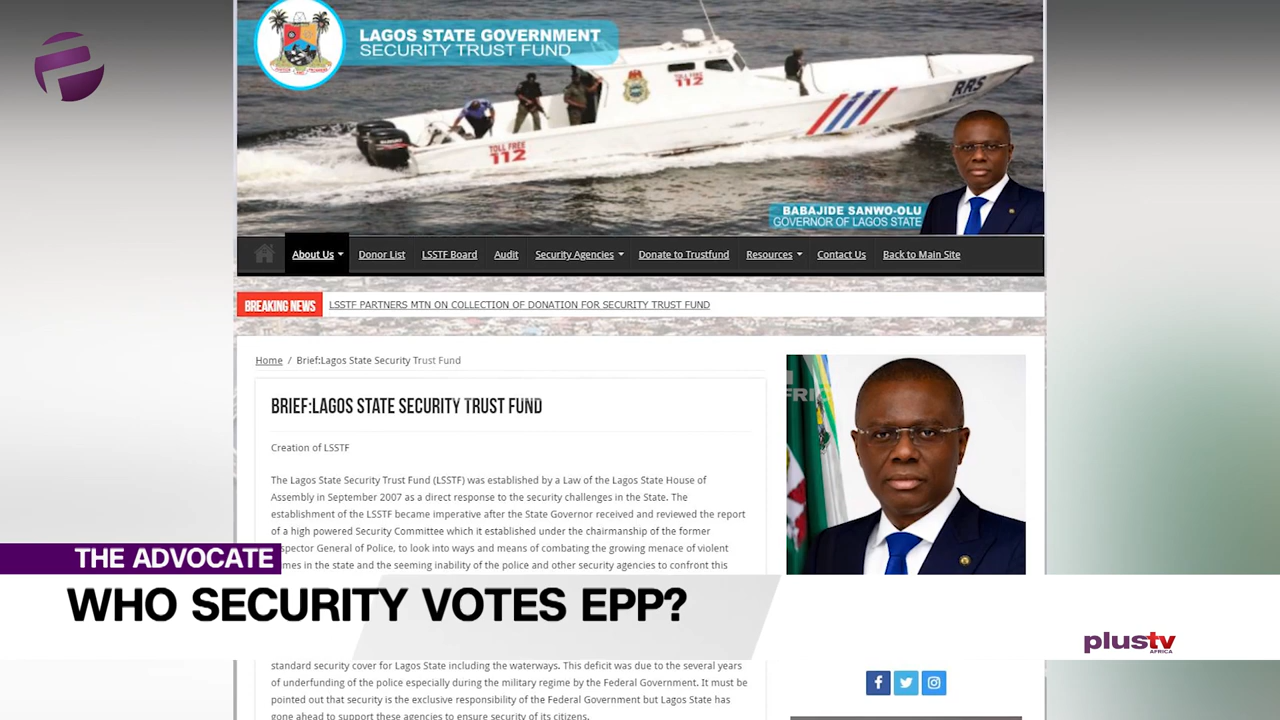 LAGOS STATE GOVERNMENT
SECURITY TRUST FUND
TOLL FREE
112
RRS
TOLL FREE
112
BABAJIDE SANWO-OLU
GOVERNOR OF LAGOS STATE
About Us
Donor List
LSSTF Board
Audit
Security Agencies
Donate to Trustfund
Resources
Contact Us
Back to Main Site
BREAKING NEWS
LSSTF PARTNERS MTN ON COLLECTION OF DONATION FOR SECURITY TRUST FUND
Home / Brief:Lagos State Security Trust Fund
BRIEF:LAGOS STATE SECURITY TRUST FUND
Creation of LSSTF
The Lagos State Security Trust Fund (LSSTF) was established by a Law of the Lagos State House of
Assembly in September 2007 as a direct response to the security challenges in the State. The
establishment of the LSSTF became imperative after the State Governor received and reviewed the report
of a high powered Security Committee which it established under the chairmanship of the former
General of Police, to look into ways and means of combating the growing menace of violent
in the state and the seeming inability of the police and other security agencies to confront this
THE ADVOCATE
WHO SECURITY VOTES EPP?
plustv
AFRICA
standard security cover for Lagos State including the waterways. This deficit was due to the several years
of underfunding of the police especially during the military regime by the Federal Government. It must be
pointed out that security is the exclusive responsibility of the Federal Government but Lagos State has
gone ahead to support these agencies to ensure security of its citizens.